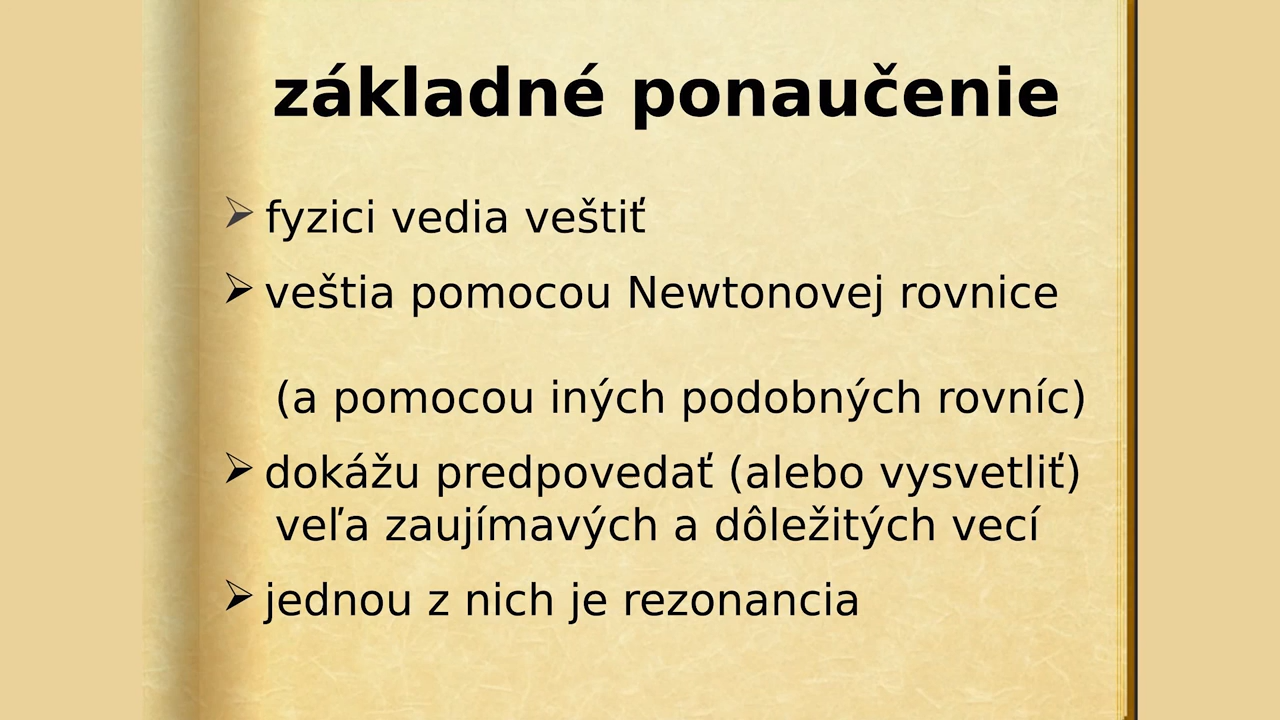 základné ponaučenie
fyzici vedia veštiť
veštia pomocou Newtonovej rovnice
(a pomocou iných podobných rovníc)
dokážu predpovedať (alebo vysvetliť)
veľa zaujímavých a dôležitých vecí
jednou z nich je rezonancia